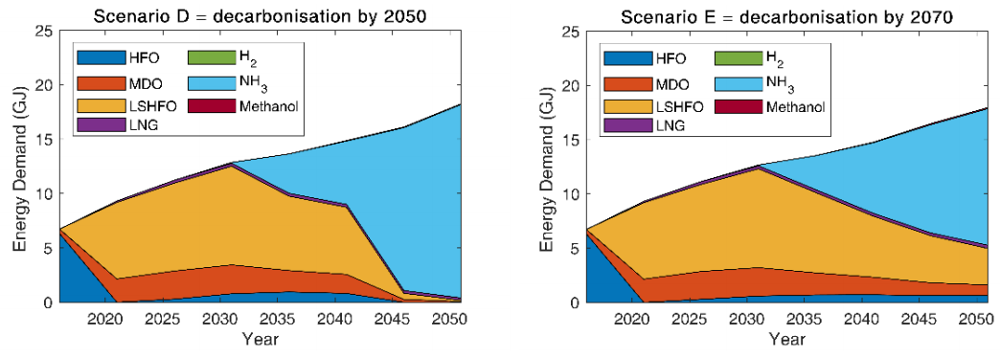 Scenario D = decarbonisation by 2050
25
20
15
10
5
0
Energy Demand (GJ)
HFO
MDO
LSHFO
LNG
H2
NH3
Methanol
2020 2025 2030 2035 2040 2045 2050
Year
Scenario E = decarbonisation by 2070
25
20
15
10
5
0
Energy Demand (GJ)
HFO
MDO
LSHFO
LNG
H2
NH3
Methanol
2020 2025 2030 2035 2040 2045 2050
Year